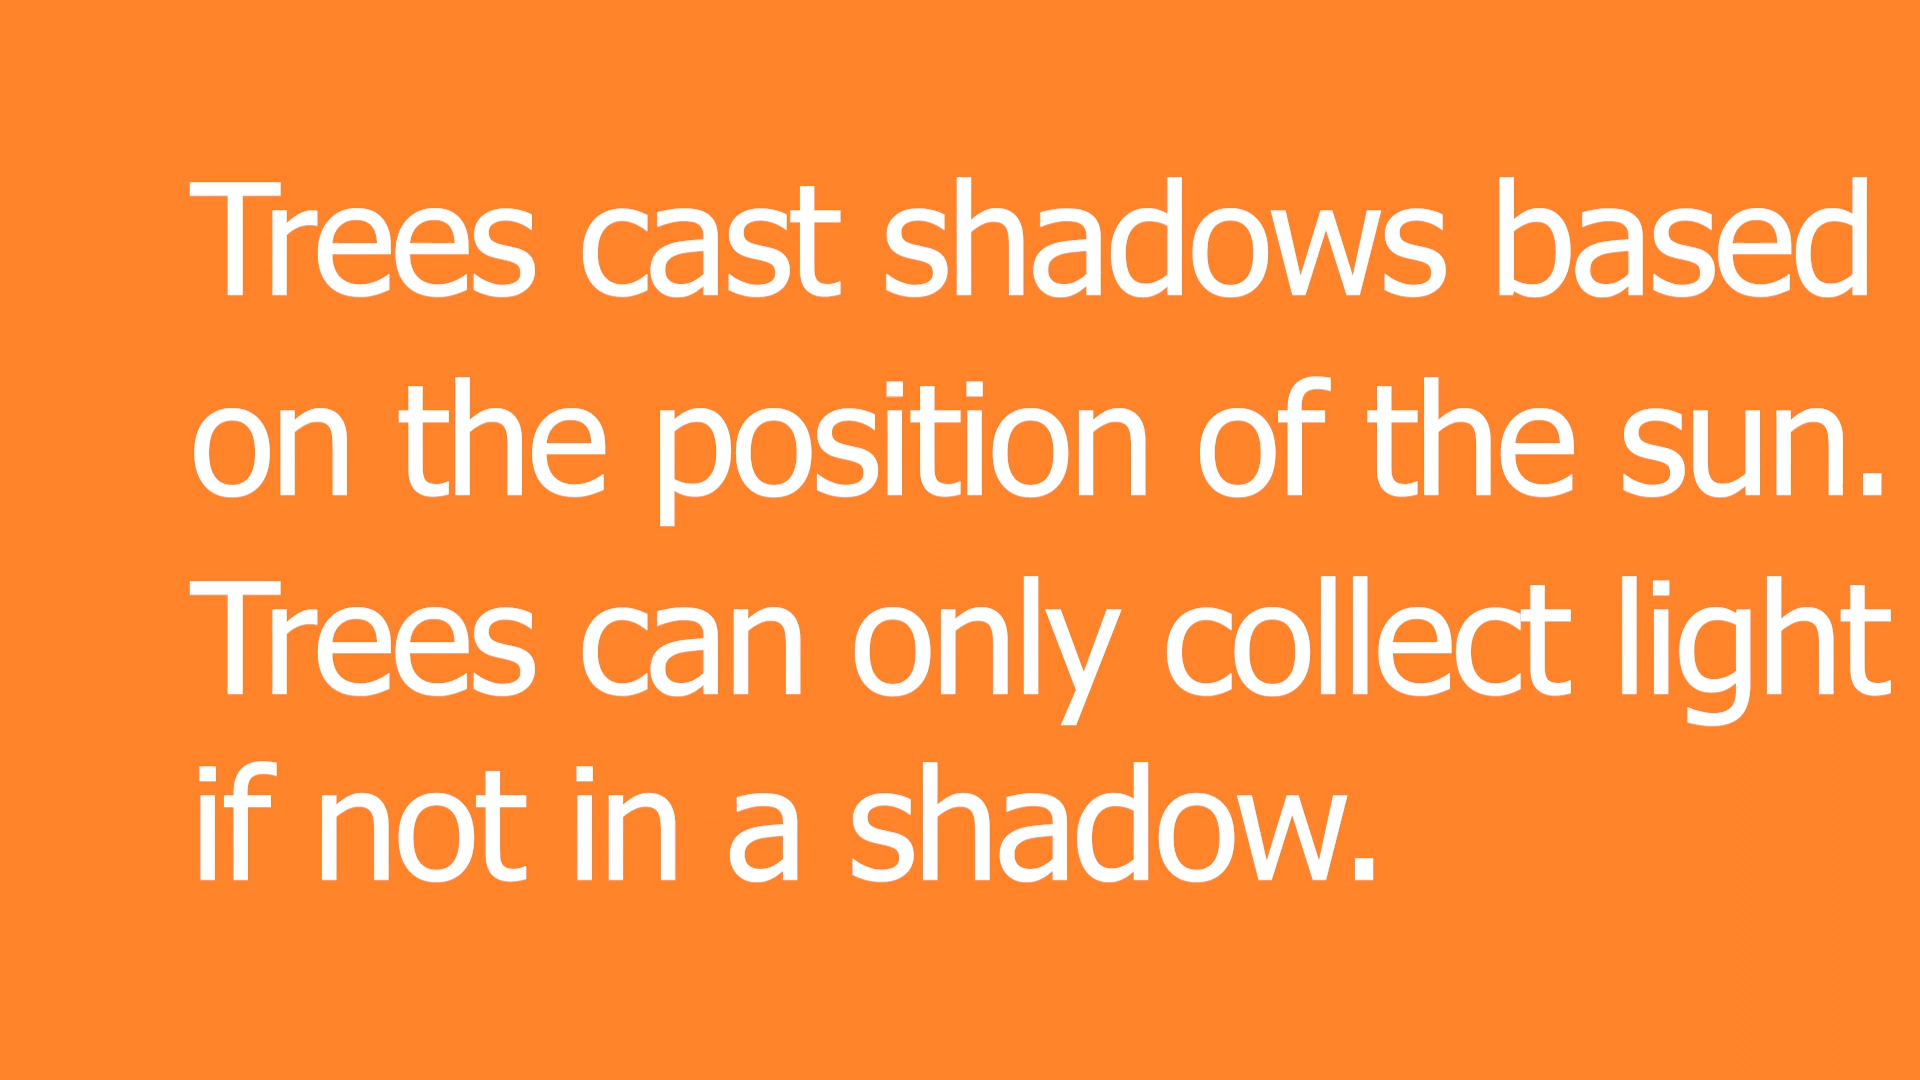 Trees cast shadows based
on the position of the sun.
Trees can only collect light
if not in a shadow.